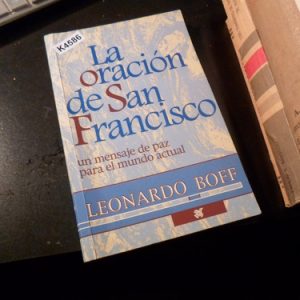 K4586
La
oración
de San
Francisco
un mensaje de paz
para el mundo actual
LEONARDO BOFF